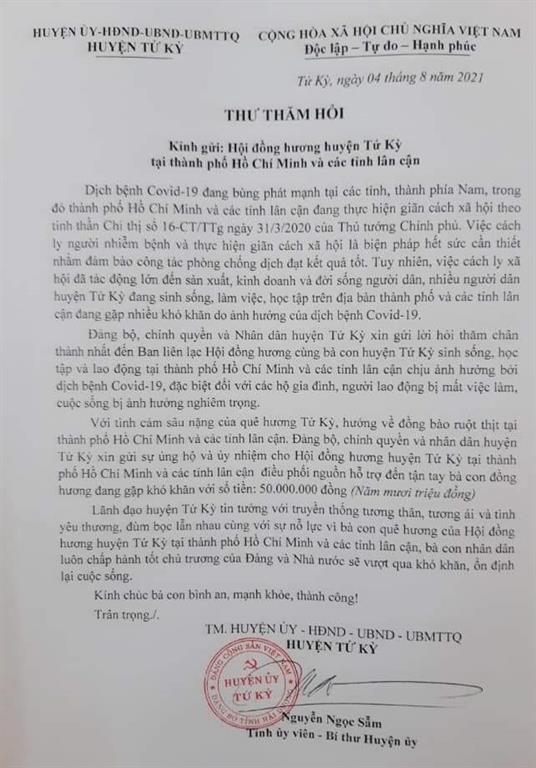 HUYỆN ỦY-HĐND-UBND-UBMTTQ
HUYỆN TỨ KỲ
CỘNG HÒA XÃ HỘI CHỦ NGHĨA VIỆT NAM
Độc lập – Tự do – Hạnh phúc
Tứ Kỳ, ngày 04 tháng 8 năm 2021
THƯ THĂM HỎI
Kính gửi: Hội đồng hương huyện Tứ Kỳ
tại thành phố Hồ Chí Minh và các tỉnh lân cận
Dịch bệnh Covid-19 đang bùng phát mạnh tại các tỉnh, thành phía Nam, trong
đó thành phố Hồ Chí Minh và các tỉnh lân cận đang thực hiện giãn cách xã hội theo
tinh thần Chỉ thị số 16-CT/TTg ngày 31/3/2020 của Thủ tướng Chính phủ. Việc cách
ly người nhiễm bệnh và thực hiện giãn cách xã hội là biện pháp hết sức cần thiết
nhằm đảm bảo công tác phòng chống dịch đạt kết quả tốt. Tuy nhiên, việc cách ly xã
hội đã tác động lớn đến sản xuất, kinh doanh và đời sống người dân, nhiều người dân
huyện Tứ Kỳ đang sinh sống, làm việc, học tập trên địa bàn thành phố và các tỉnh lân
cận đang gặp nhiều khó khăn do ảnh hưởng của dịch bệnh Covid-19.
Đảng bộ, chính quyền và Nhân dân huyện Tứ Kỳ xin gửi lời hỏi thăm chân
thành nhất đến Ban liên lạc Hội đồng hương cùng bà con huyện Tứ Kỳ sinh sống, học
tập và lao động tại thành phố Hồ Chí Minh và các tỉnh lân cận chịu ảnh hưởng bởi
dịch bệnh Covid-19, đặc biệt đối với các hộ gia đình, người lao động bị mất việc làm,
cuộc sống bị ảnh hưởng nghiêm trọng.
Với tình cảm sâu nặng của quê hương Tứ Kỳ, hướng về đồng bào ruột thịt tại
thành phố Hồ Chí Minh và các tỉnh lân cận. Đảng bộ, chính quyền và nhân dân huyện
Tứ Kỳ xin gửi sự ủng hộ và ủy nhiệm cho Hội đồng hương huyện Tứ Kỳ tại thành
phố Hồ Chí Minh và các tỉnh lân cận điều phối nguồn hỗ trợ đến tận tay bà con đồng
hương đang gặp khó khăn với số tiền: 50.000.000 đồng (Năm mươi triệu đồng)
Lãnh đạo huyện Tứ Kỳ tin tưởng với truyền thống tương thân, tương ái và tình
yêu thương, đùm bọc lẫn nhau cùng với sự nỗ lực vì bà con quê hương của Hội đồng
hương huyện Tứ Kỳ tại thành phố Hồ Chí Minh và các tỉnh lân cận, bà con nhân dân
luôn chấp hành tốt chủ trương của Đảng và Nhà nước sẽ vượt qua khó khăn, ổn định
lại cuộc sống.
Kính chúc bà con bình an, mạnh khỏe, thành công!
Trân trọng./.
TM. HUYỆN ỦY - HĐND - UBND - UBMTTQ
HUYỆN TỨ KỲ
ĐẢNG CỘNG SẢN VIỆT NAM
HUYỆN ỦY
TỨ KỲ
ĐẢNG BỘ TỈNH HẢI DƯƠNG
Nguyễn Ngọc Sẫm
Tỉnh ủy viên - Bí thư Huyện ủy